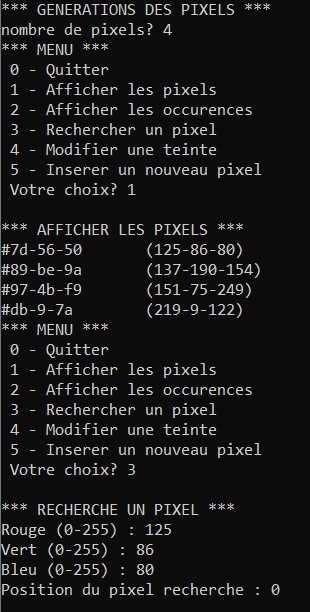 *** GENERATIONS DES PIXELS ***
nombre de pixels? 4
*** MENU ***
 0 - Quitter
 1 - Afficher les pixels
 2 - Afficher les occurences
 3 - Rechercher un pixel
 4 - Modifier une teinte
 5 - Inserer un nouveau pixel
 Votre choix? 1

*** AFFICHER LES PIXELS ***
#7d-56-50       (125-86-80)
#89-be-9a       (137-190-154)
#97-4b-f9       (151-75-249)
#db-9-7a        (219-9-122)
*** MENU ***
 0 - Quitter
 1 - Afficher les pixels
 2 - Afficher les occurences
 3 - Rechercher un pixel
 4 - Modifier une teinte
 5 - Inserer un nouveau pixel
 Votre choix? 3

*** RECHERCHE UN PIXEL ***
Rouge (0-255) : 125
Vert (0-255) : 86
Bleu (0-255) : 80
Position du pixel recherche : 0